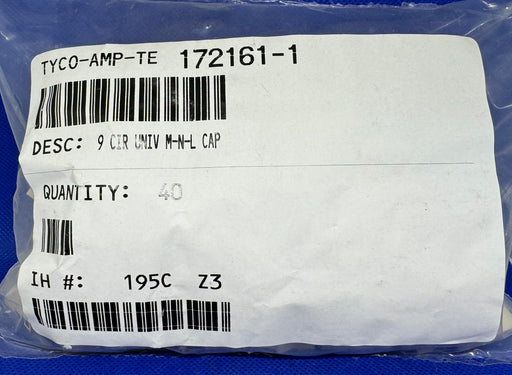 TYCO-AMP-TE 172161-1
DESC: 9 CIR UNIV M-N-L CAP
QUANTITY: 40
IH #: 195C Z3